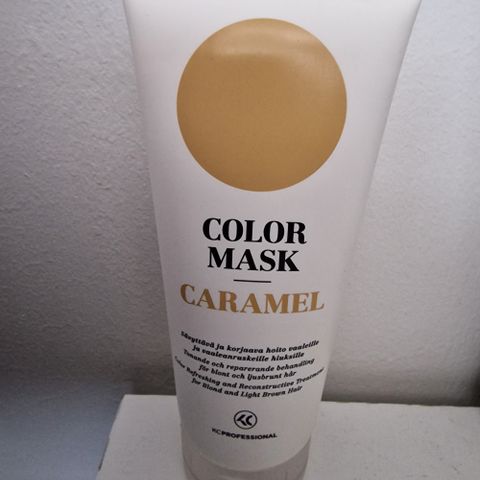 COLOR
MASK
CARAMEL
Sävyttävä ja korjaava hoito vaaleille
ja vaaleanruskeille hiuksille
Tonande och reparerande behandling
för blont och ljusbrunt hår
Color Refreshing and Reconstructive Treatment
for Blond and Light Brown Hair
KCPROFESSIONAL